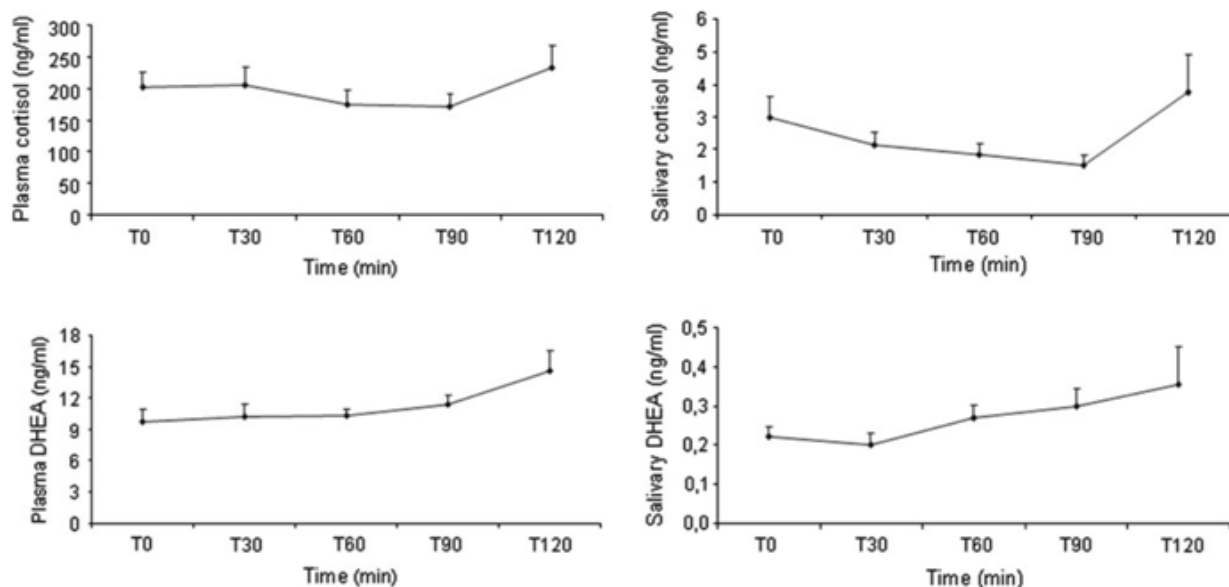 Plasma cortisol (ng/ml)
300
250
200
150
100
50
0
T0 T30 T60 T90 T120
Time (min)
Salivary cortisol (ng/ml)
6
5
4
3
2
1
0
T0 T30 T60 T90 T120
Time (min)
Plasma DHEA (ng/ml)
18
15
12
9
6
3
0
T0 T30 T60 T90 T120
Time (min)
Salivary DHEA (ng/ml)
0,5
0,4
0,3
0,2
0,1
0,0
T0 T30 T60 T90 T120
Time (min)